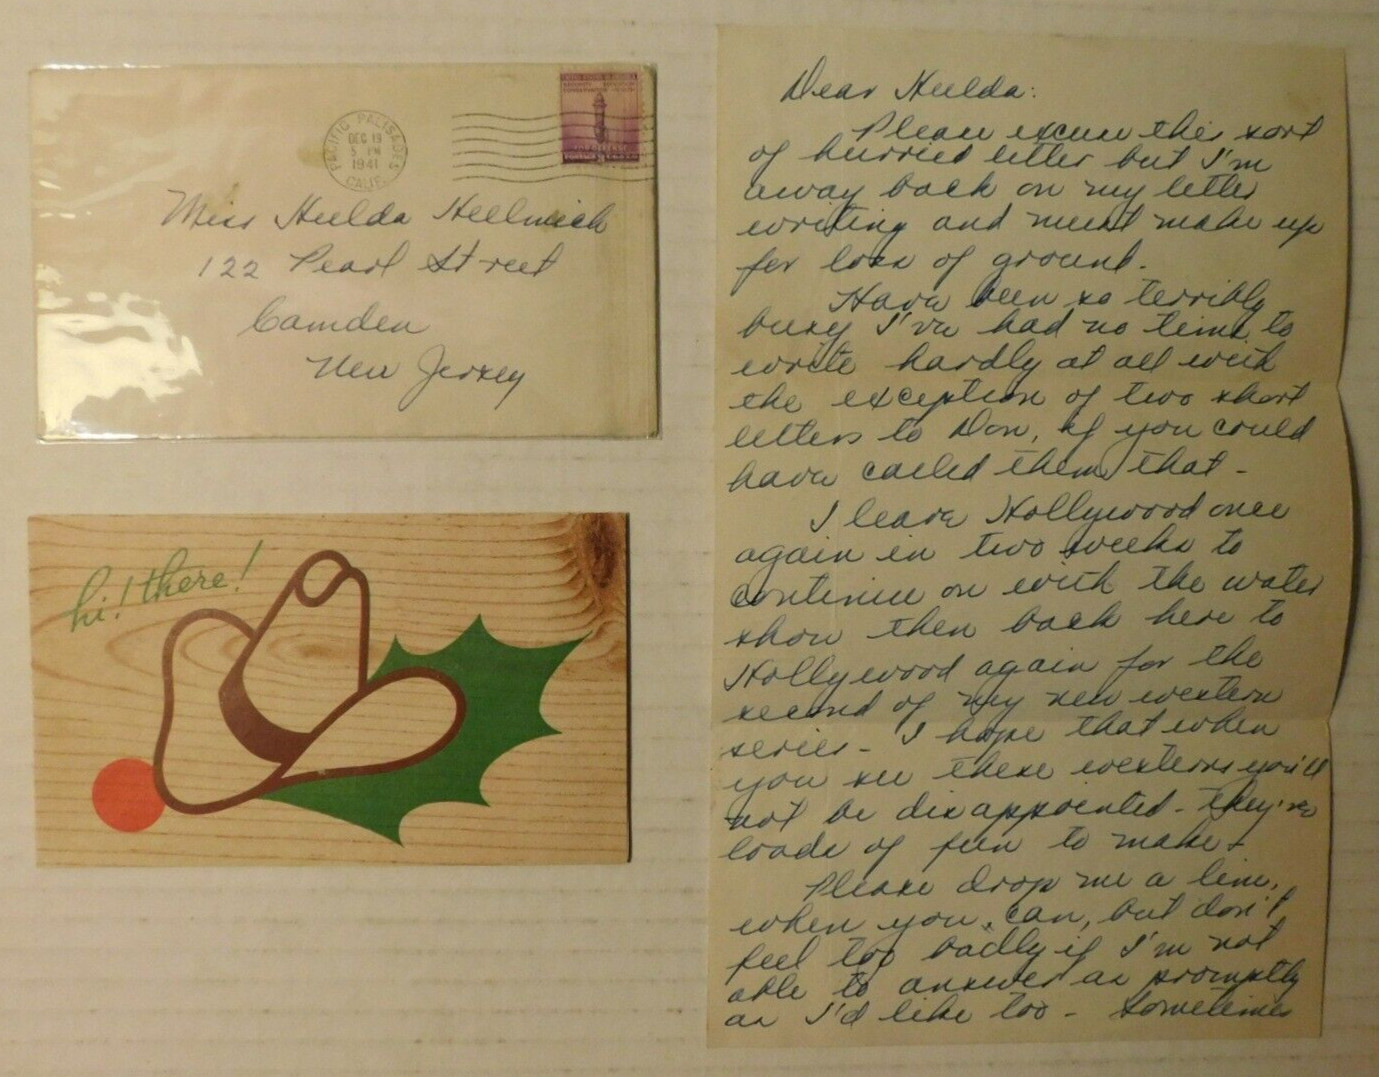 PACIFIC PALISADES
DEC 19
5 PM
1941
CALIF.
UNITED STATES OF AMERICA
FOR DEFENSE
Miss Hulda Hellmich
122 Pearl Street
Camden
New Jersey
hi! there!
Dear Hulda:
Please excuse this sort
of hurried letter but I'm
away back on my letter
writing and must make up
for loss of ground.
Have been so terribly
busy I've had no time to
write hardly at all with
the exception of two short
letters to Don, if you could
have called them that -
I leave Hollywood once
again in two weeks to
continue on with the water
show then back here to
Hollywood again for the
second of my new western
series - I hope that when
you see these westerns you'll
not be disappointed - they're
loads of fun to make -
Please drop me a line,
when you can, but don't
feel too badly if I'm not
able to answer as promptly
as I'd like too - Sometimes